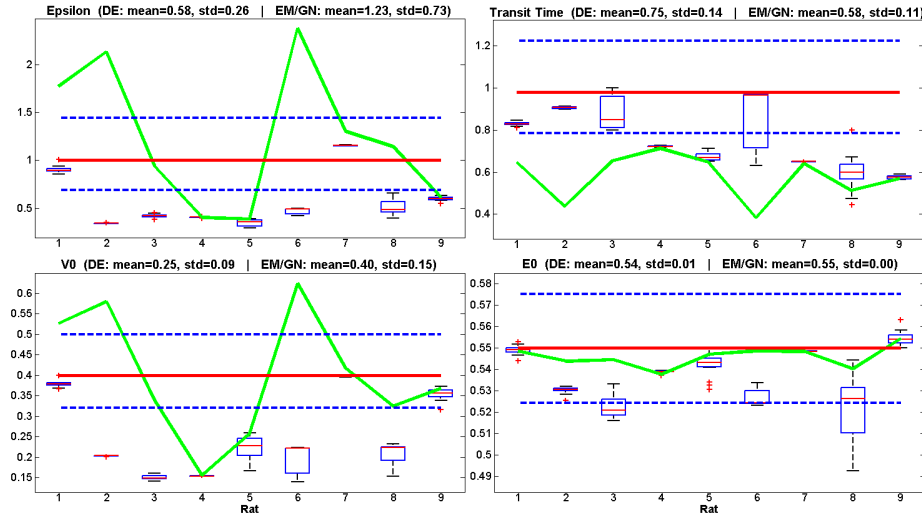 Epsilon (DE: mean=0.58, std=0.26 | EM/GN: mean=1.23, std=0.73)
2
1.5
1
0.5
1 2 3 4 5 6 7 8 9
Transit Time (DE: mean=0.75, std=0.14 | EM/GN: mean=0.58, std=0.11)
1.2
1
0.8
0.6
0.4
1 2 3 4 5 6 7 8 9
V0 (DE: mean=0.25, std=0.09 | EM/GN: mean=0.40, std=0.15)
0.6
0.55
0.5
0.45
0.4
0.35
0.3
0.25
0.2
0.15
1 2 3 4 5 6 7 8 9
Rat
E0 (DE: mean=0.54, std=0.01 | EM/GN: mean=0.55, std=0.00)
0.58
0.57
0.56
0.55
0.54
0.53
0.52
0.51
0.5
0.49
1 2 3 4 5 6 7 8 9
Rat